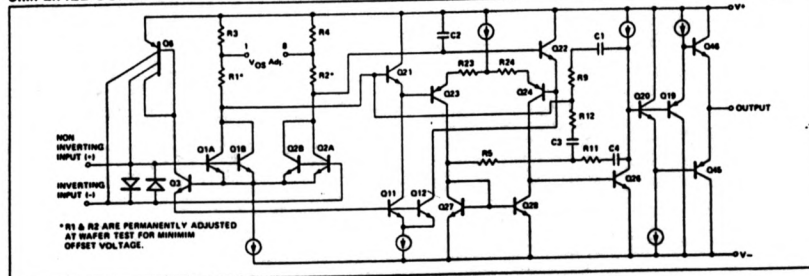 V+
Q6
R3
R4
1
8
VOS Adj.
R1*
R2*
C2
Q21
Q22
C1
Q46
R23
R24
Q23
Q24
R9
Q20
Q19
R12
OUTPUT
C3
NON
INVERTING
INPUT (+)
Q1A
Q1B
Q2B
Q2A
R5
R11
C4
Q45
INVERTING
INPUT (-)
Q3
Q11
Q12
Q27
Q28
Q26
*R1 & R2 ARE PERMANENTLY ADJUSTED
AT WAFER TEST FOR MINIMIM
OFFSET VOLTAGE.
V-